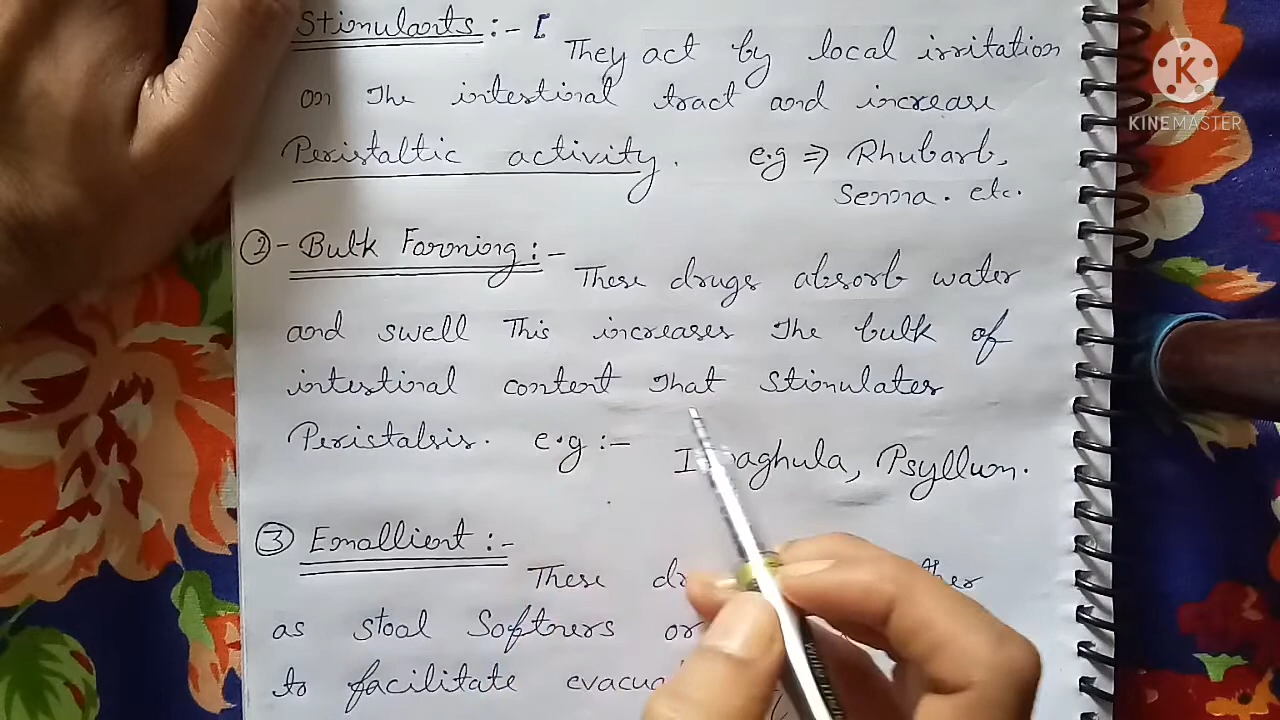 Stimulants :- [ They act by local irritation
on The intestinal tract and increase
Peristaltic activity. e.g ⇒ Rhubarb,
Senna. etc.
② - Bulk Forming :- These drugs absorb water
and swell This increases The bulk of
intestinal content That stimulates
Peristalsis. e.g :- Psyllium.
③ Emollient :- These
as stool Softners or
to facilitate
K
KINEMASTER